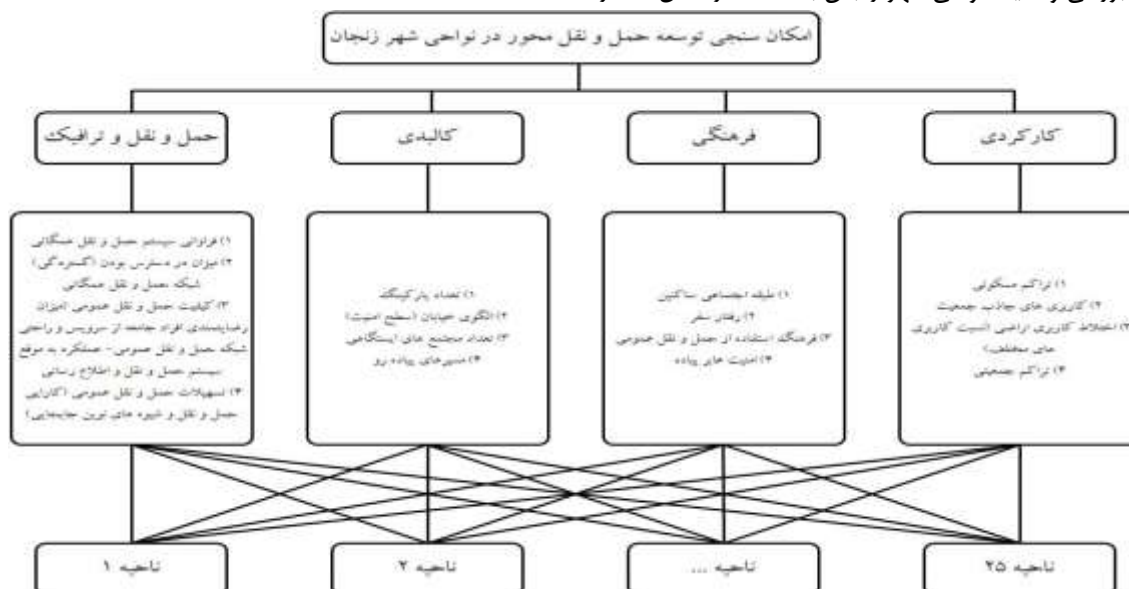 امکان سنجی توسعه حمل و نقل محور در نواحی شهر زنجان
کارکردی
فرهنگی
کالبدی
حمل و نقل و ترافیک
۱) تراکم مسکونی
۲) کاربری های جاذب جمعیت
۳) اختلاط کاربری اراضی (نسبت کاربری
های مختلف)
۴) تراکم جمعیتی
۱) طبقه اجتماعی ساکنین
۲) رفتار سفر
۳) فرهنگ استفاده از حمل و نقل عمومی
۴) امنیت عابر پیاده
۱) تعداد پارکینگ
۲) الگوی خیابان (سطح امنیت)
۳) تعداد مجتمع های ایستگاهی
۴) مسیرهای پیاده رو
۱) فراوانی سیستم حمل و نقل همگانی
۲) میزان در دسترس بودن (گستردگی)
شبکه حمل و نقل همگانی
۳) کیفیت حمل و نقل عمومی (میزان
رضایتمندی افراد جامعه از سرویس و راحتی
شبکه حمل و نقل عمومی- عملکرد به موقع
سیستم حمل و نقل و اطلاع رسانی
۴) تسهیلات حمل و نقل عمومی (کارایی
حمل و نقل و شیوه های نوین جابجایی)
ناحیه ۲۵
ناحیه ...
ناحیه ۲
ناحیه ۱